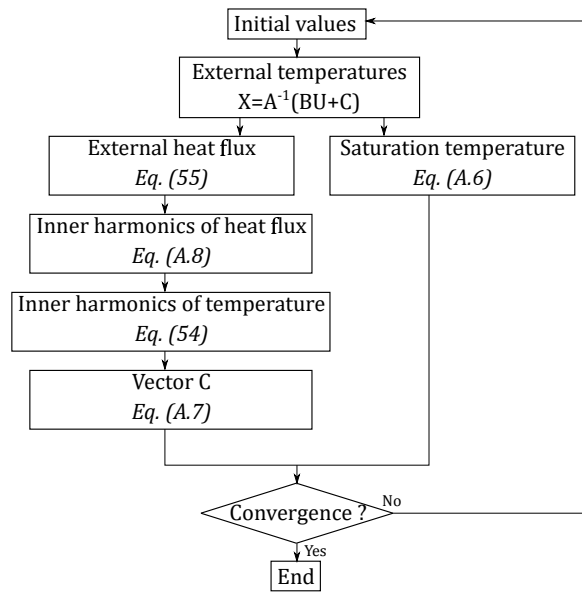 Initial values
External temperatures
X=A⁻¹(BU+C)
External heat flux
Eq. (55)
Saturation temperature
Eq. (A.6)
Inner harmonics of heat flux
Eq. (A.8)
Inner harmonics of temperature
Eq. (54)
Vector C
Eq. (A.7)
Convergence ?
No
Yes
End